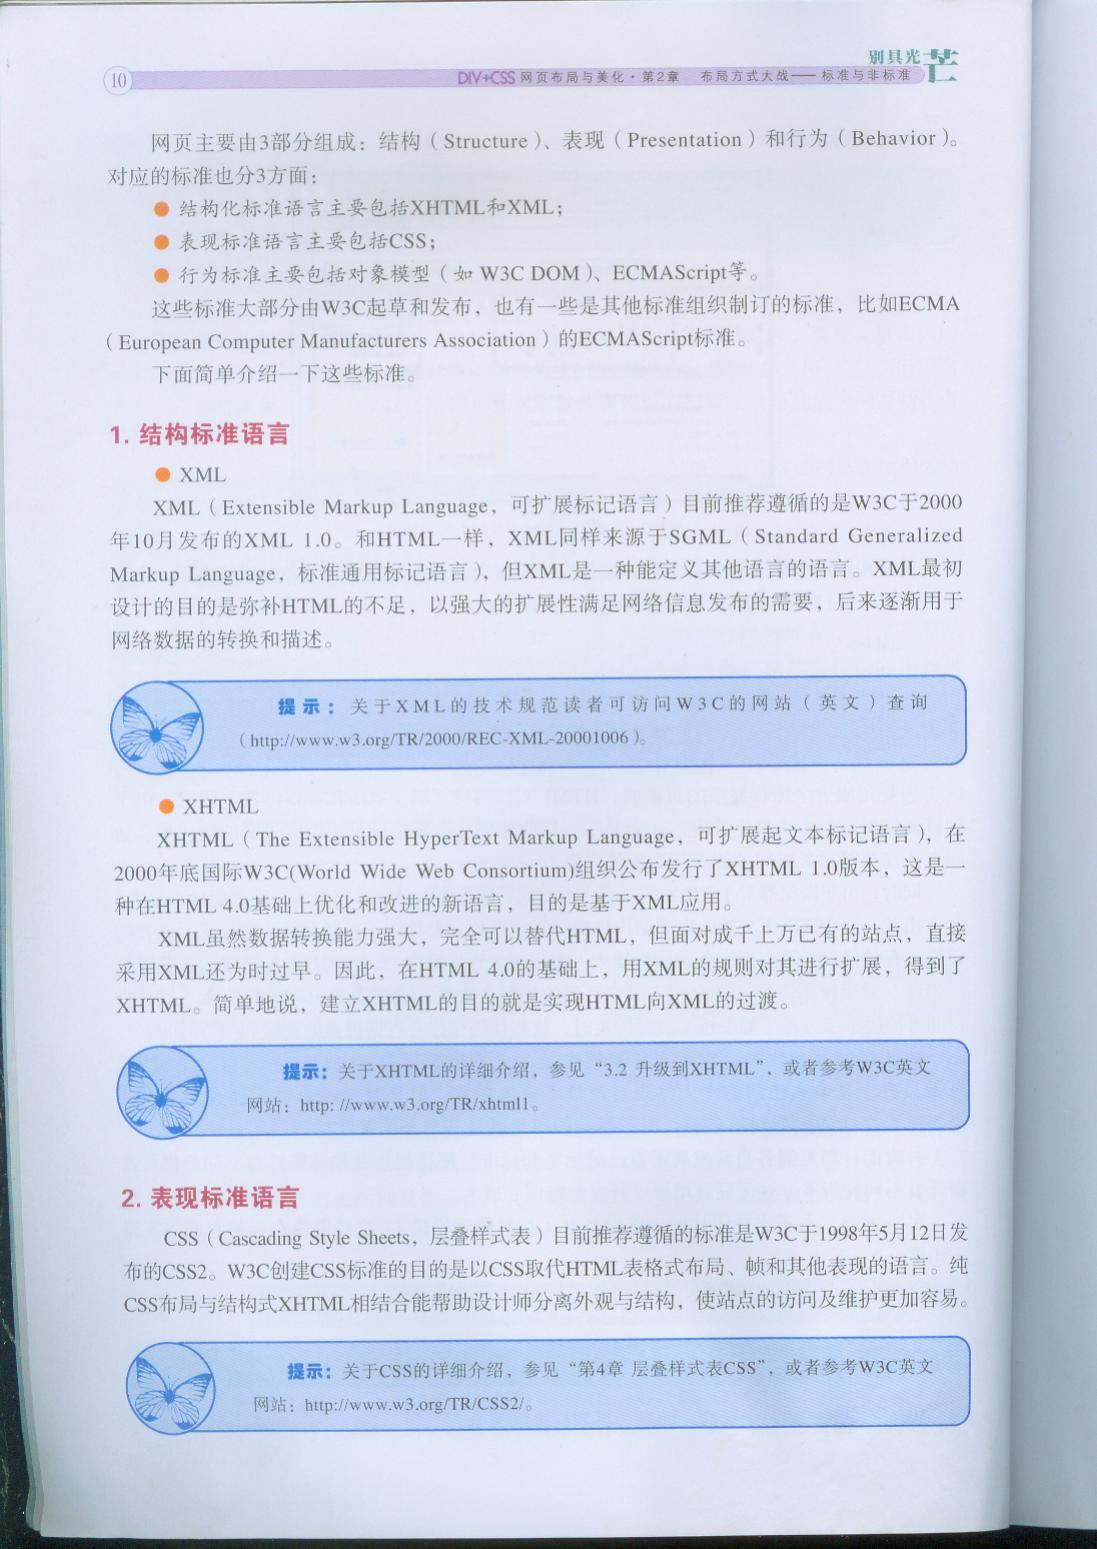 别具光芒
10
DIV+CSS 网页布局与美化·第2章 布局方式大战——标准与非标准
网页主要由3部分组成：结构（Structure）、表现（Presentation）和行为（Behavior）。
对应的标准也分3方面：
● 结构化标准语言主要包括XHTML和XML；
● 表现标准语言主要包括CSS；
● 行为标准主要包括对象模型（如 W3C DOM）、ECMAScript等。
这些标准大部分由W3C起草和发布，也有一些是其他标准组织制订的标准，比如ECMA
（European Computer Manufacturers Association）的ECMAScript标准。
下面简单介绍一下这些标准。
1. 结构标准语言
● XML
XML（Extensible Markup Language，可扩展标记语言）目前推荐遵循的是W3C于2000
年10月发布的XML 1.0。和HTML一样，XML同样来源于SGML（Standard Generalized
Markup Language，标准通用标记语言），但XML是一种能定义其他语言的语言。XML最初
设计的目的是弥补HTML的不足，以强大的扩展性满足网络信息发布的需要，后来逐渐用于
网络数据的转换和描述。
提示：关于XML的技术规范读者可访问W3C的网站（英文）查询
（http://www.w3.org/TR/2000/REC-XML-20001006）。
● XHTML
XHTML（The Extensible HyperText Markup Language，可扩展起文本标记语言），在
2000年底国际W3C(World Wide Web Consortium)组织公布发行了XHTML 1.0版本，这是一
种在HTML 4.0基础上优化和改进的新语言，目的是基于XML应用。
XML虽然数据转换能力强大，完全可以替代HTML，但面对成千上万已有的站点，直接
采用XML还为时过早。因此，在HTML 4.0的基础上，用XML的规则对其进行扩展，得到了
XHTML。简单地说，建立XHTML的目的就是实现HTML向XML的过渡。
提示：关于XHTML的详细介绍，参见“3.2 升级到XHTML”，或者参考W3C英文
网站：http: //www.w3.org/TR/xhtml1。
2. 表现标准语言
CSS（Cascading Style Sheets，层叠样式表）目前推荐遵循的标准是W3C于1998年5月12日发
布的CSS2。W3C创建CSS标准的目的是以CSS取代HTML表格式布局、帧和其他表现的语言。纯
CSS布局与结构式XHTML相结合能帮助设计师分离外观与结构，使站点的访问及维护更加容易。
提示：关于CSS的详细介绍，参见“第4章 层叠样式表CSS”，或者参考W3C英文
网站：http://www.w3.org/TR/CSS2/。